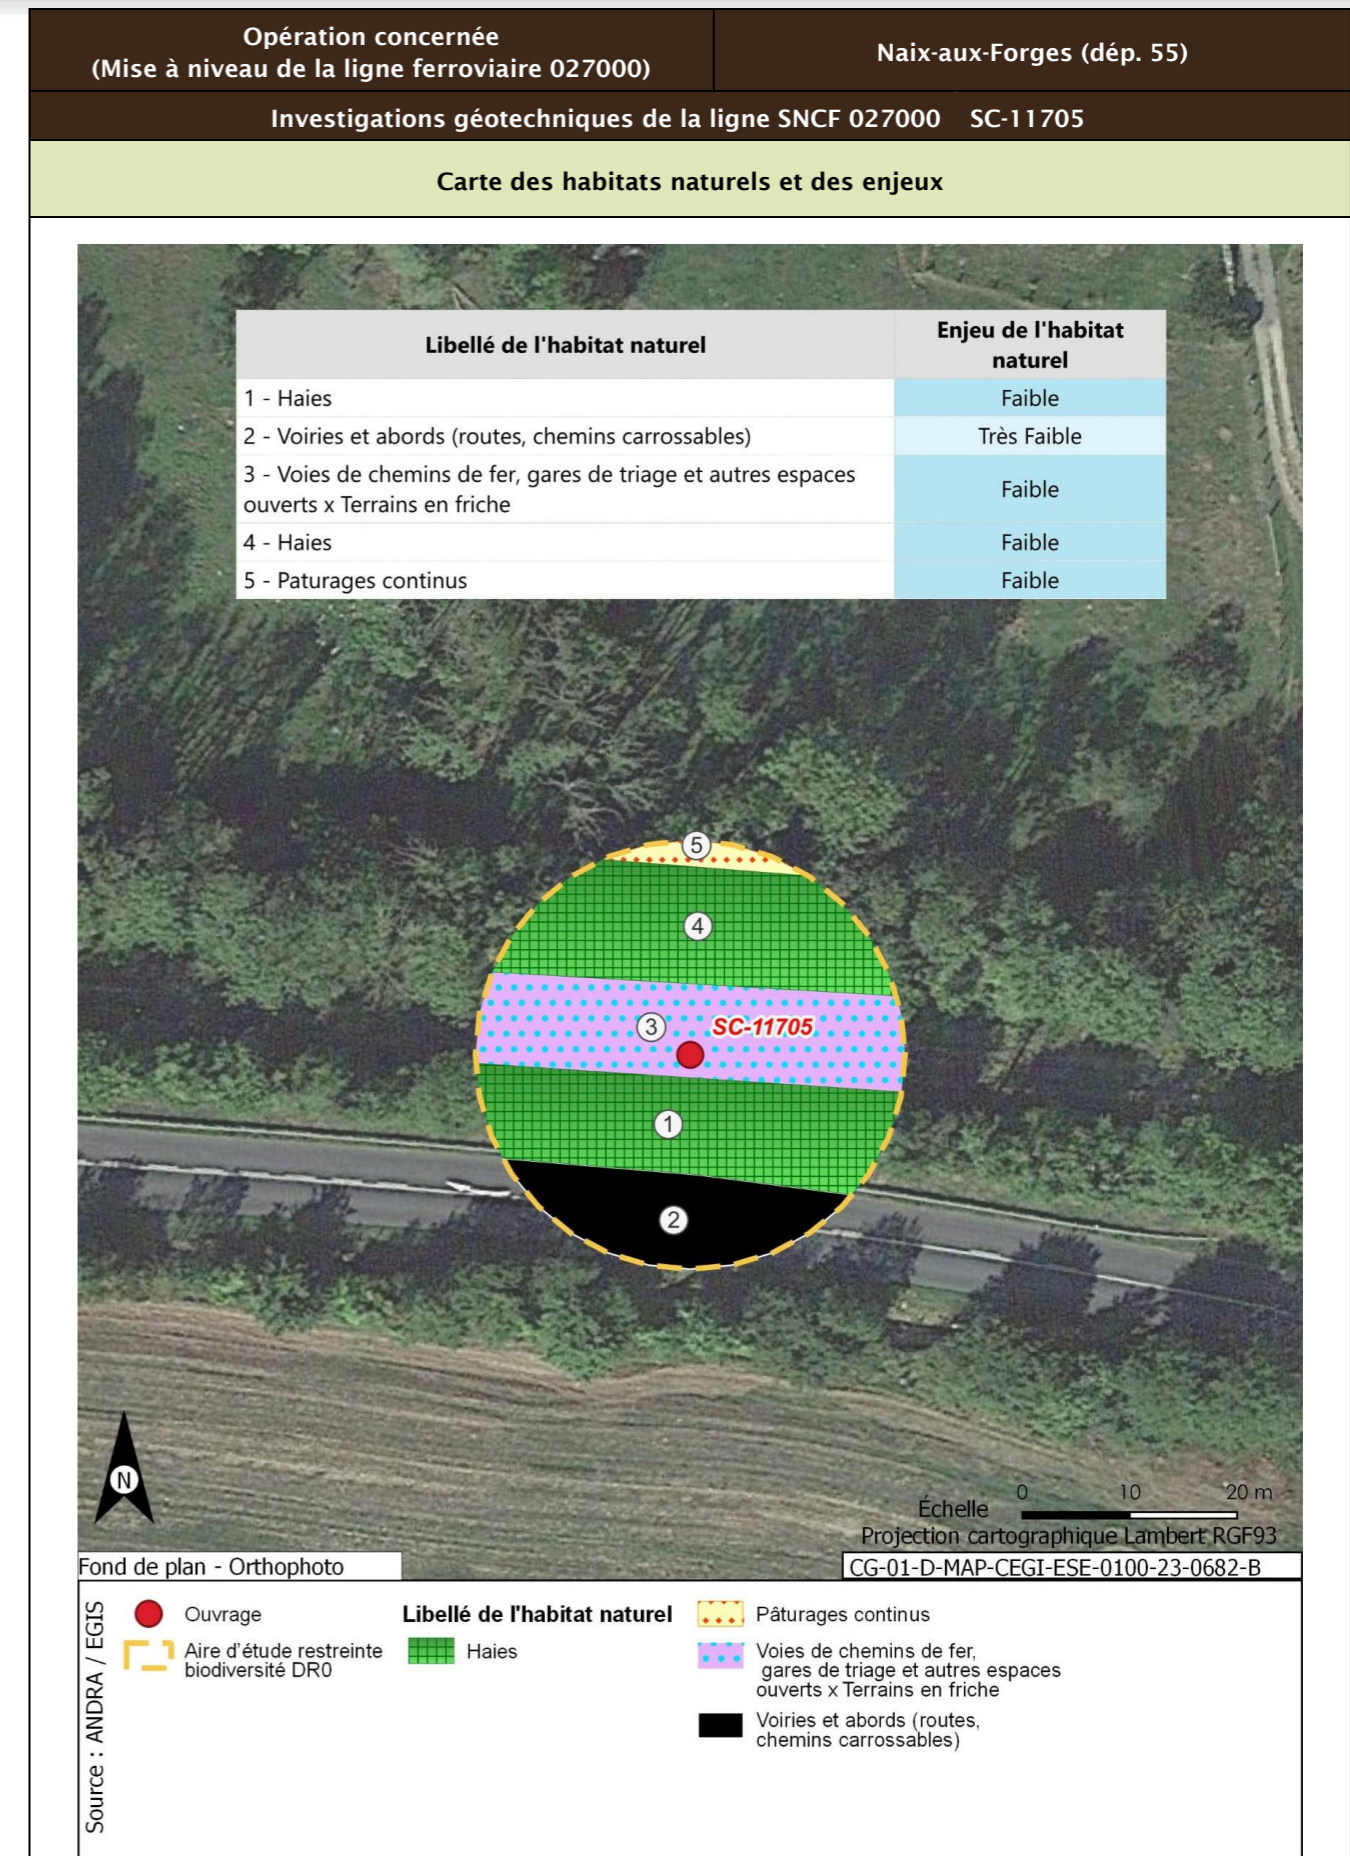 Opération concernée
(Mise à niveau de la ligne ferroviaire 027000)
Naix-aux-Forges (dép. 55)
Investigations géotechniques de la ligne SNCF 027000 SC-11705
Carte des habitats naturels et des enjeux
Libellé de l'habitat naturel
Enjeu de l'habitat
naturel
1 - Haies
Faible
2 - Voiries et abords (routes, chemins carrossables)
Très Faible
3 - Voies de chemins de fer, gares de triage et autres espaces
ouverts x Terrains en friche
Faible
4 - Haies
Faible
5 - Paturages continus
Faible
5
4
3
SC-11705
1
2
N
0 10 20 m
Échelle
Projection cartographique Lambert RGF93
Fond de plan - Orthophoto
CG-01-D-MAP-CEGI-ESE-0100-23-0682-B
Source : ANDRA / EGIS
Ouvrage
Aire d'étude restreinte
biodiversité DR0
Libellé de l'habitat naturel
Haies
Pâturages continus
Voies de chemins de fer,
gares de triage et autres espaces
ouverts x Terrains en friche
Voiries et abords (routes,
chemins carrossables)